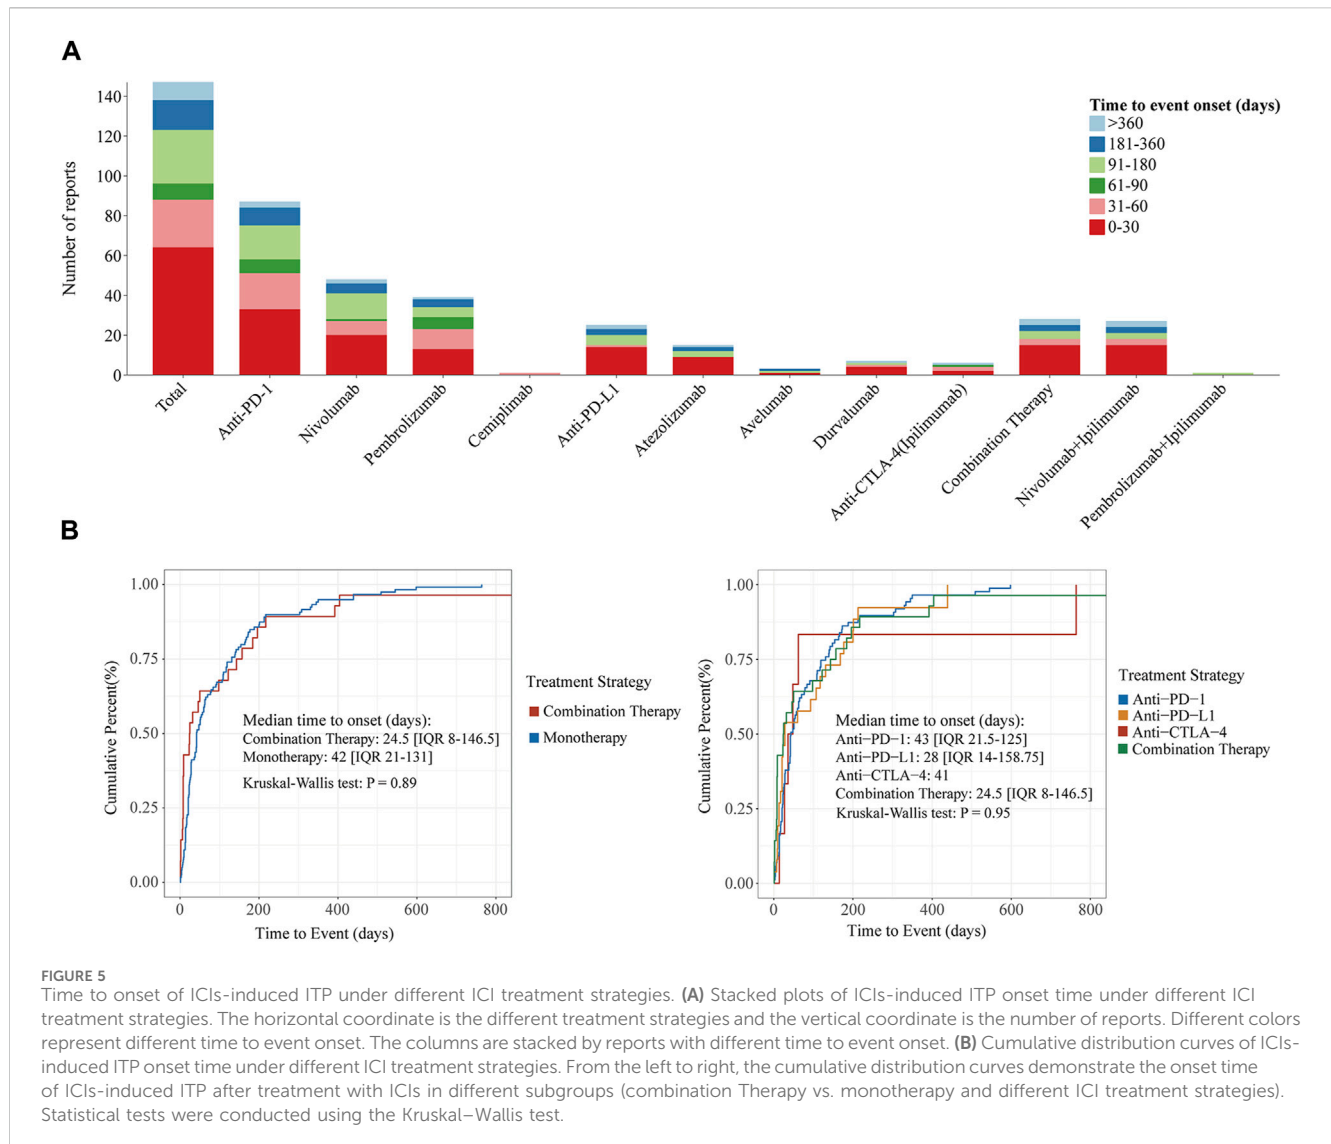 A
Number of reports
140
120
100
80
60
40
20
0
Time to event onset (days)
>360
181-360
91-180
61-90
31-60
0-30
Total
Anti-PD-1
Nivolumab
Pembrolizumab
Cemiplimab
Anti-PD-L1
Atezolizumab
Avelumab
Durvalumab
Anti-CTLA-4(Ipilimumab)
Combination Therapy
Nivolumab+Ipilimumab
Pembrolizumab+Ipilimumab
B
Cumulative Percent(%)
1.00
0.75
0.50
0.25
0.00
Median time to onset (days):
Combination Therapy: 24.5 [IQR 8-146.5]
Monotherapy: 42 [IQR 21-131]
Kruskal-Wallis test: P = 0.89
0 200 400 600 800
Time to Event (days)
Treatment Strategy
Combination Therapy
Monotherapy
Cumulative Percent(%)
1.00
0.75
0.50
0.25
0.00
Median time to onset (days):
Anti-PD-1: 43 [IQR 21.5-125]
Anti-PD-L1: 28 [IQR 14-158.75]
Anti-CTLA-4: 41
Combination Therapy: 24.5 [IQR 8-146.5]
Kruskal-Wallis test: P = 0.95
0 200 400 600 800
Time to Event (days)
Treatment Strategy
Anti-PD-1
Anti-PD-L1
Anti-CTLA-4
Combination Therapy
FIGURE 5
Time to onset of ICIs-induced ITP under different ICI treatment strategies. (A) Stacked plots of ICIs-induced ITP onset time under different ICI
treatment strategies. The horizontal coordinate is the different treatment strategies and the vertical coordinate is the number of reports. Different colors
represent different time to event onset. The columns are stacked by reports with different time to event onset. (B) Cumulative distribution curves of ICIs-
induced ITP onset time under different ICI treatment strategies. From the left to right, the cumulative distribution curves demonstrate the onset time
of ICIs-induced ITP after treatment with ICIs in different subgroups (combination Therapy vs. monotherapy and different ICI treatment strategies).
Statistical tests were conducted using the Kruskal–Wallis test.